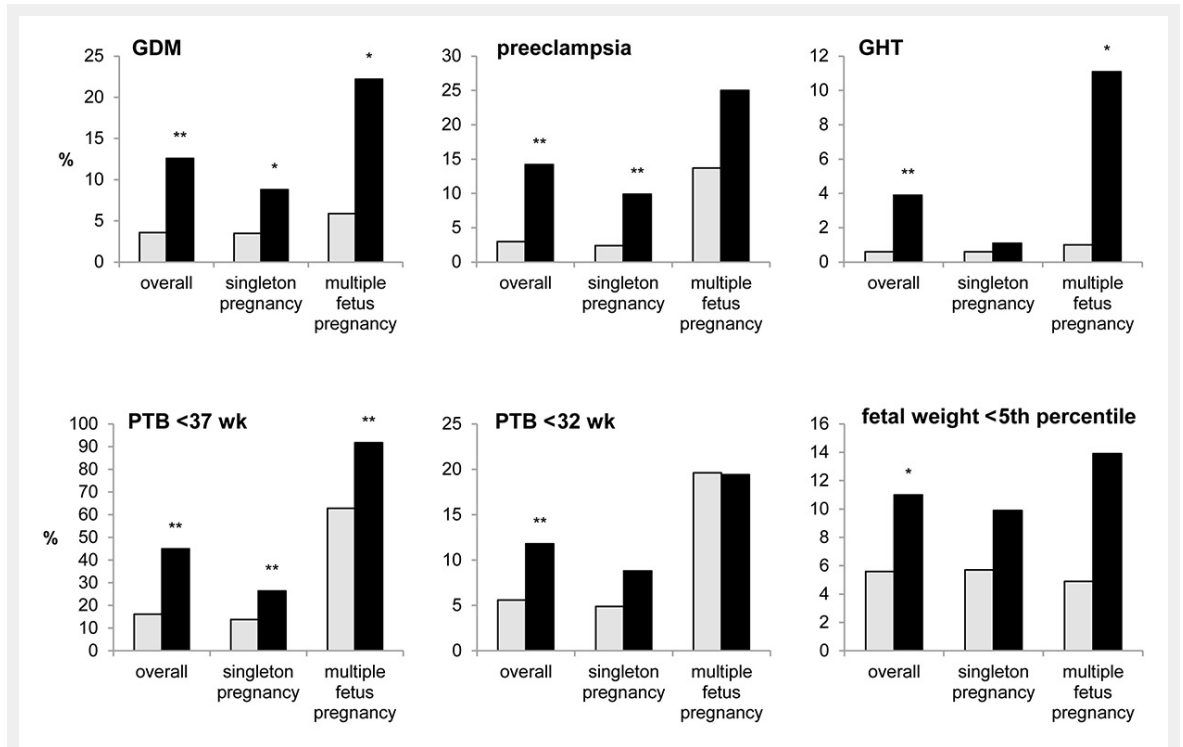 GDM
25
20
15
10
5
0
%
**
*
*
overall
singleton
pregnancy
multiple
fetus
pregnancy
preeclampsia
30
25
20
15
10
5
0
**
**
overall
singleton
pregnancy
multiple
fetus
pregnancy
GHT
12
10
8
6
4
2
0
**
*
overall
singleton
pregnancy
multiple
fetus
pregnancy
PTB <37 wk
100
90
80
70
60
50
40
30
20
10
0
%
**
**
**
overall
singleton
pregnancy
multiple
fetus
pregnancy
PTB <32 wk
25
20
15
10
5
0
**
overall
singleton
pregnancy
multiple
fetus
pregnancy
fetal weight <5th percentile
16
14
12
10
8
6
4
2
0
*
overall
singleton
pregnancy
multiple
fetus
pregnancy